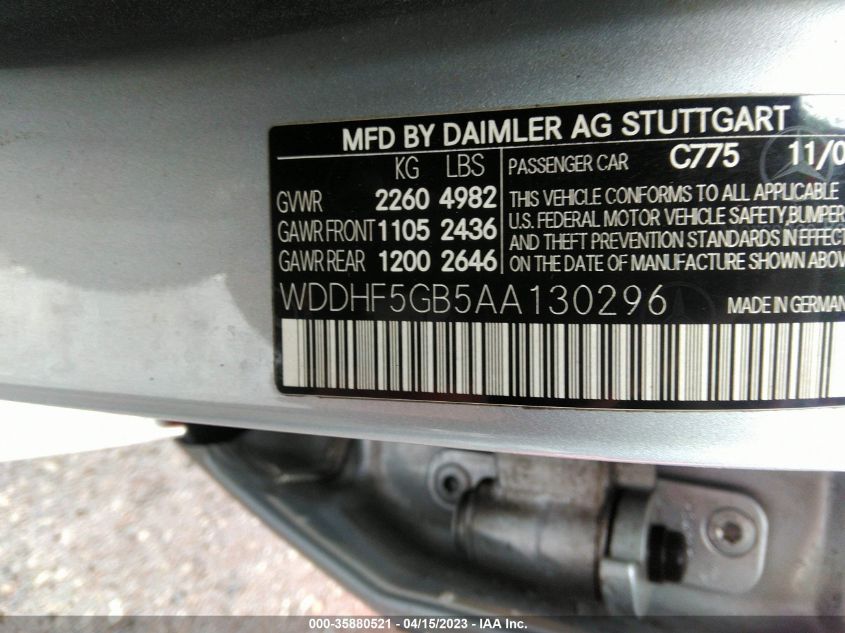 MFD BY DAIMLER AG STUTTGART
KG LBS
GVWR 2260 4982
GAWR FRONT 1105 2436
GAWR REAR 1200 2646
PASSENGER CAR C775 11/0
THIS VEHICLE CONFORMS TO ALL APPLICABLE
U.S. FEDERAL MOTOR VEHICLE SAFETY,BUMPER
AND THEFT PREVENTION STANDARDS IN EFFECT
ON THE DATE OF MANUFACTURE SHOWN ABOV
WDDHF5GB5AA130296
MADE IN GERMAN
000-35880521 - 04/15/2023 - IAA Inc.